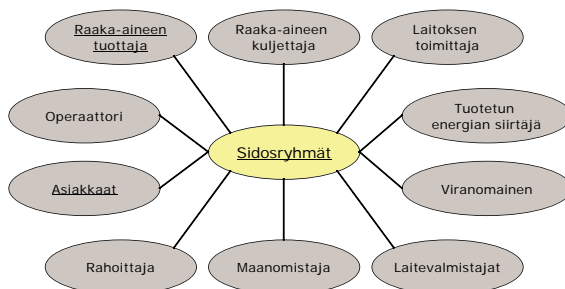 Raaka-aineen
tuottaja
Raaka-aineen
kuljettaja
Laitoksen
toimittaja
Operaattori
Tuotetun
energian siirtäjä
Sidosryhmät
Asiakkaat
Viranomainen
Rahoittaja
Maanomistaja
Laitevalmistajat